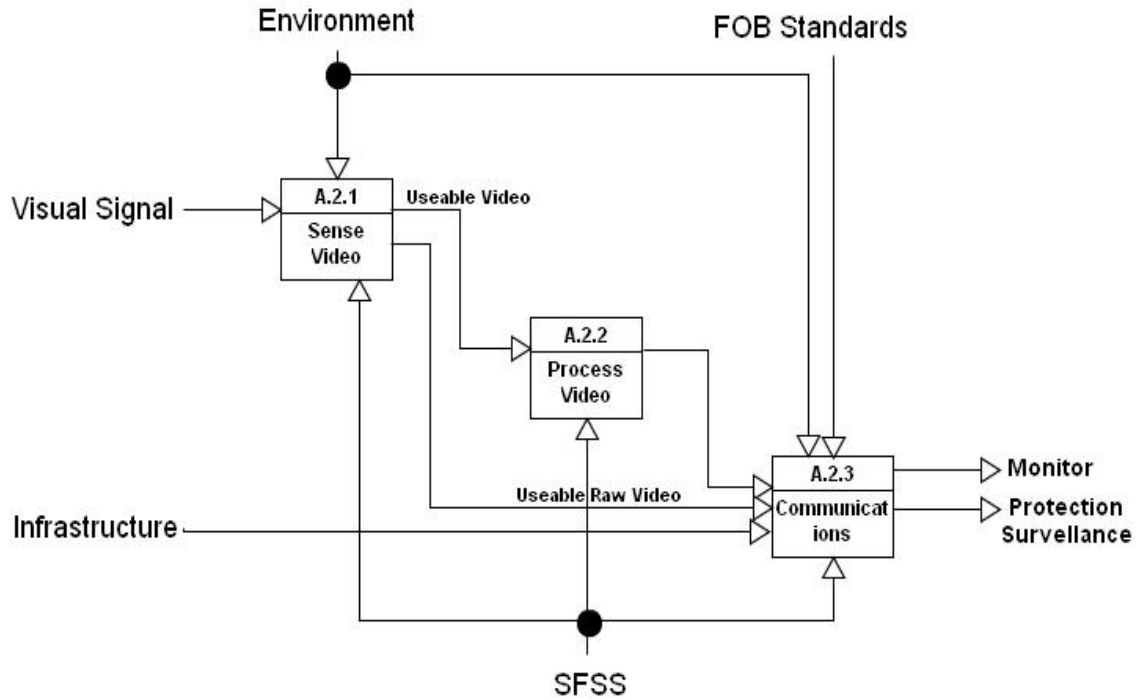 Environment
FOB Standards
Visual Signal
A.2.1
Sense
Video
Useable Video
A.2.2
Process
Video
Useable Raw Video
Infrastructure
A.2.3
Communicat
ions
Monitor
Protection
Survellance
SFSS